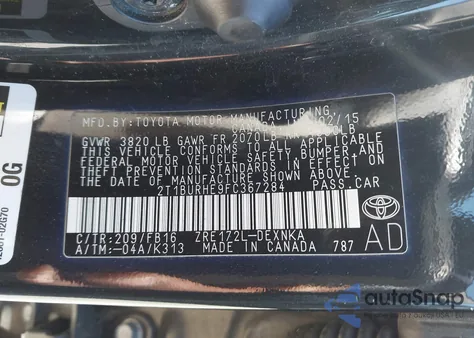 MFD.BY: TOYOTA MOTOR MANUFACTURING
02/15
GVWR 3820 LB GAWR FR 2070LB
THIS VEHICLE CONFORMS TO ALL APPLICABLE
FEDERAL MOTOR VEHICLE SAFETY, BUMPER AND
THEFT PREVENTION STANDARDS IN EFFECT ON
THE DATE OF MANUFACTURE SHOWN ABOVE.
2T1BURHE9FC367284 PASS.CAR
C/TR: 209/FB16 ZRE172L-DEXNKA
A/TM: -04A/K313 MADE IN CANADA 787
TOYOTA
AD
0G
autoSnap